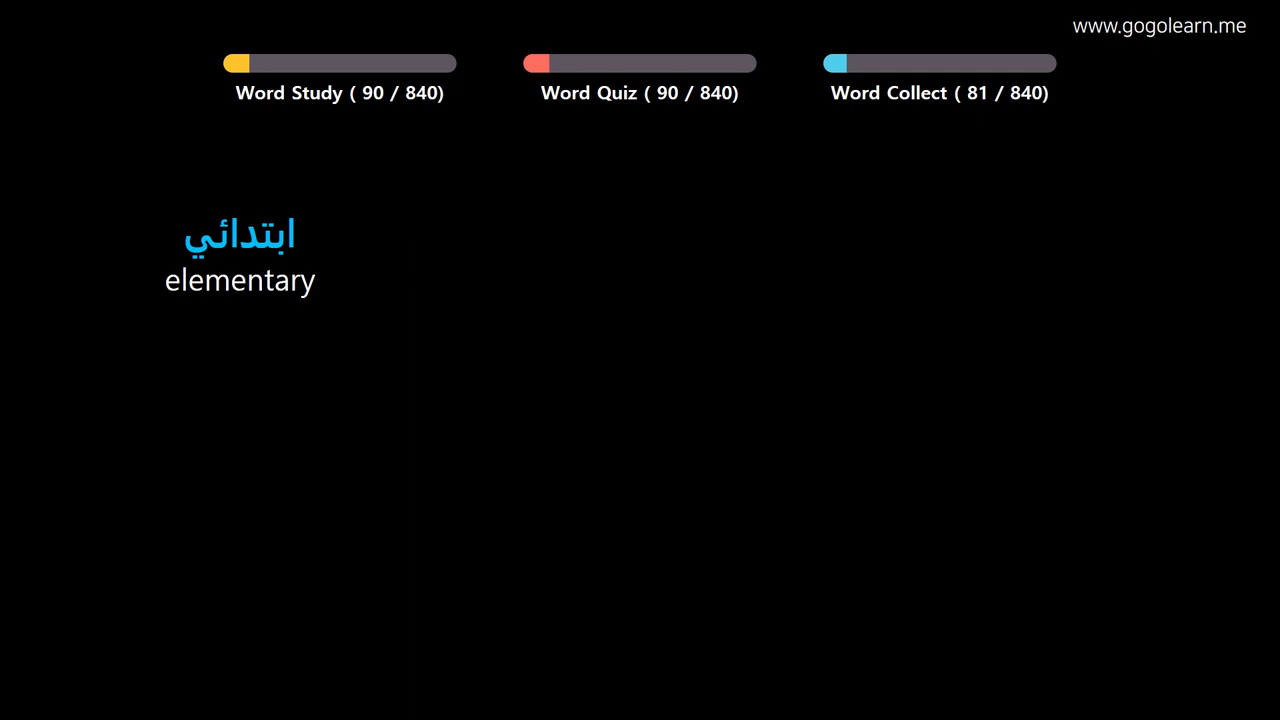 www.gogolearn.me
Word Study ( 90 / 840)
Word Quiz ( 90 / 840)
Word Collect ( 81 / 840)
ابتدائي
elementary